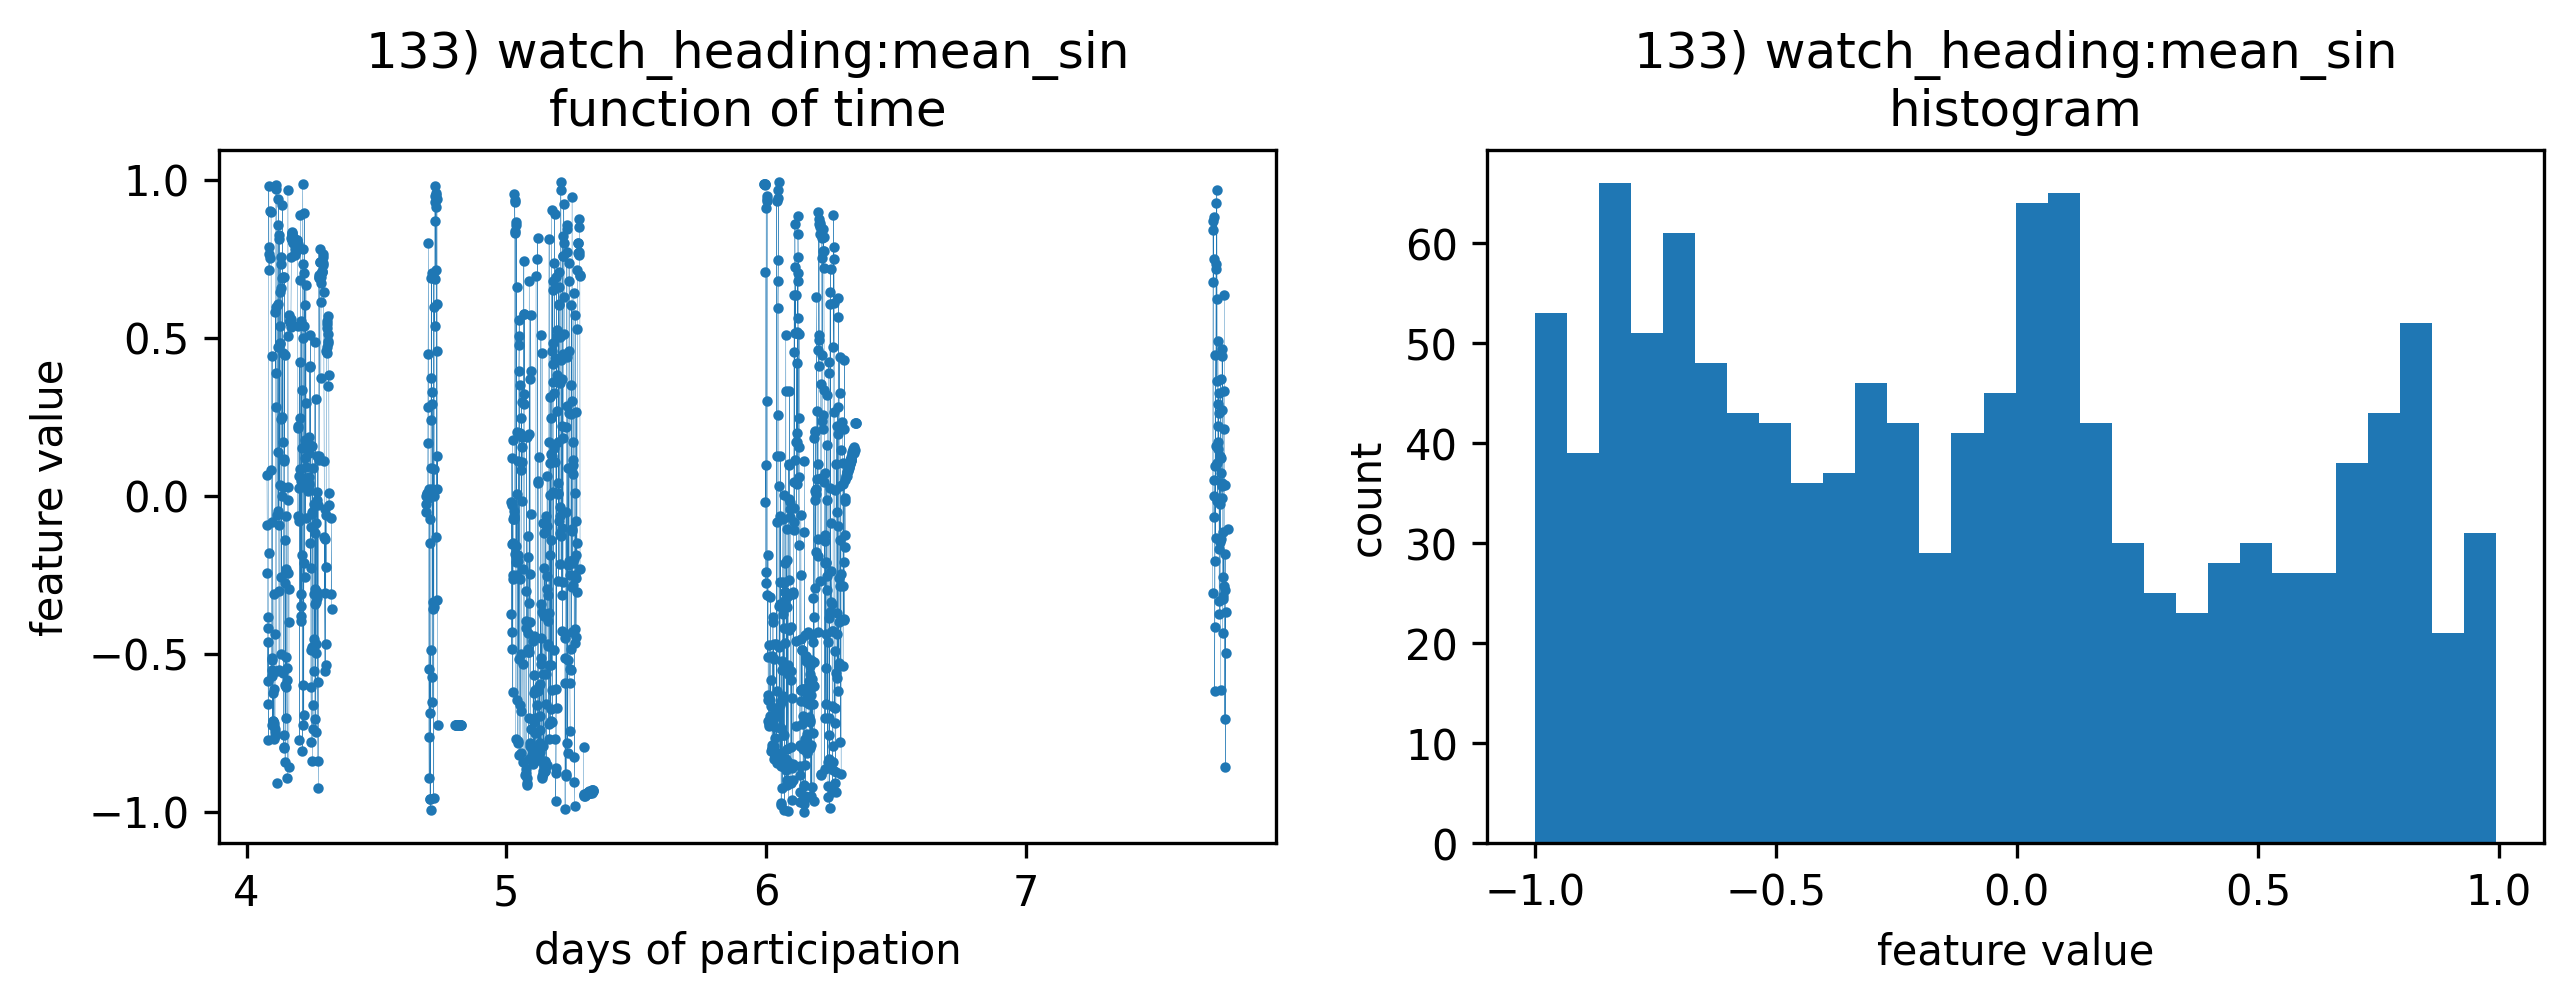 133) watch_heading:mean_sin
function of time
1.0
0.5
0.0
−0.5
−1.0
feature value
4 5 6 7
days of participation
133) watch_heading:mean_sin
histogram
60
50
40
30
20
10
0
count
−1.0 −0.5 0.0 0.5 1.0
feature value